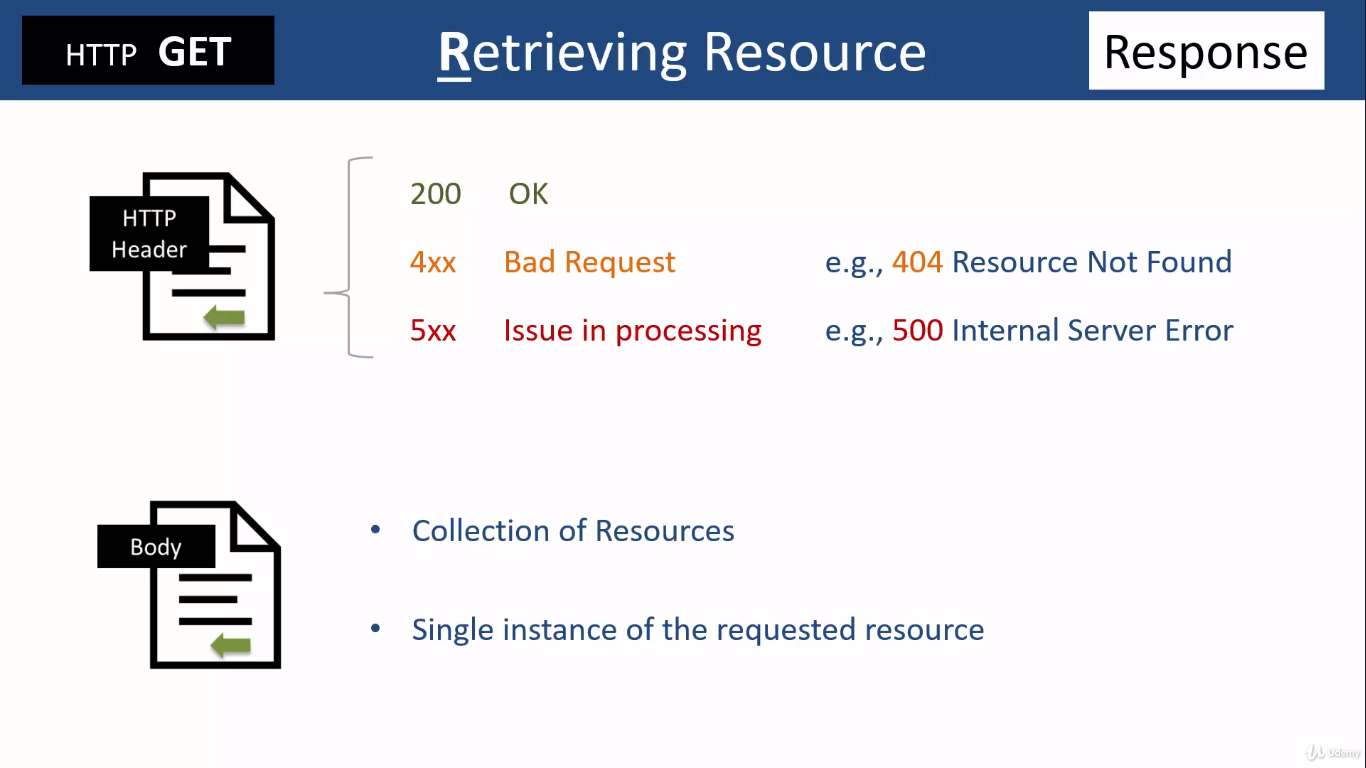 HTTP GET
Retrieving Resource
Response
HTTP
Header
200 OK
4xx Bad Request e.g., 404 Resource Not Found
5xx Issue in processing e.g., 500 Internal Server Error
Body
• Collection of Resources
• Single instance of the requested resource
Udemy